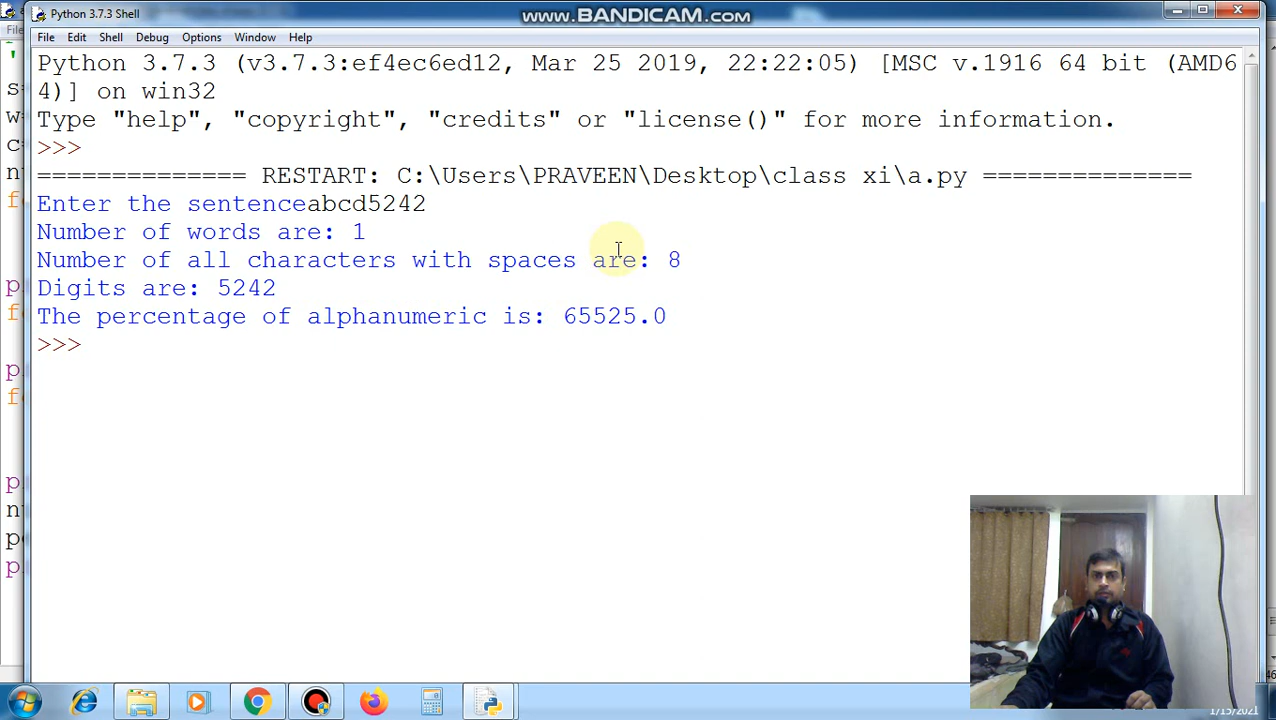 Python 3.7.3 Shell
www.BANDICAM.com
File Edit Shell Debug Options Window Help
Python 3.7.3 (v3.7.3:ef4ec6ed12, Mar 25 2019, 22:22:05) [MSC v.1916 64 bit (AMD6
4)] on win32
Type "help", "copyright", "credits" or "license()" for more information.
>>>
============== RESTART: C:\Users\PRAVEEN\Desktop\class xi\a.py ==============
Enter the sentenceabcd5242
Number of words are: 1
Number of all characters with spaces are: 8
Digits are: 5242
The percentage of alphanumeric is: 65525.0
>>>